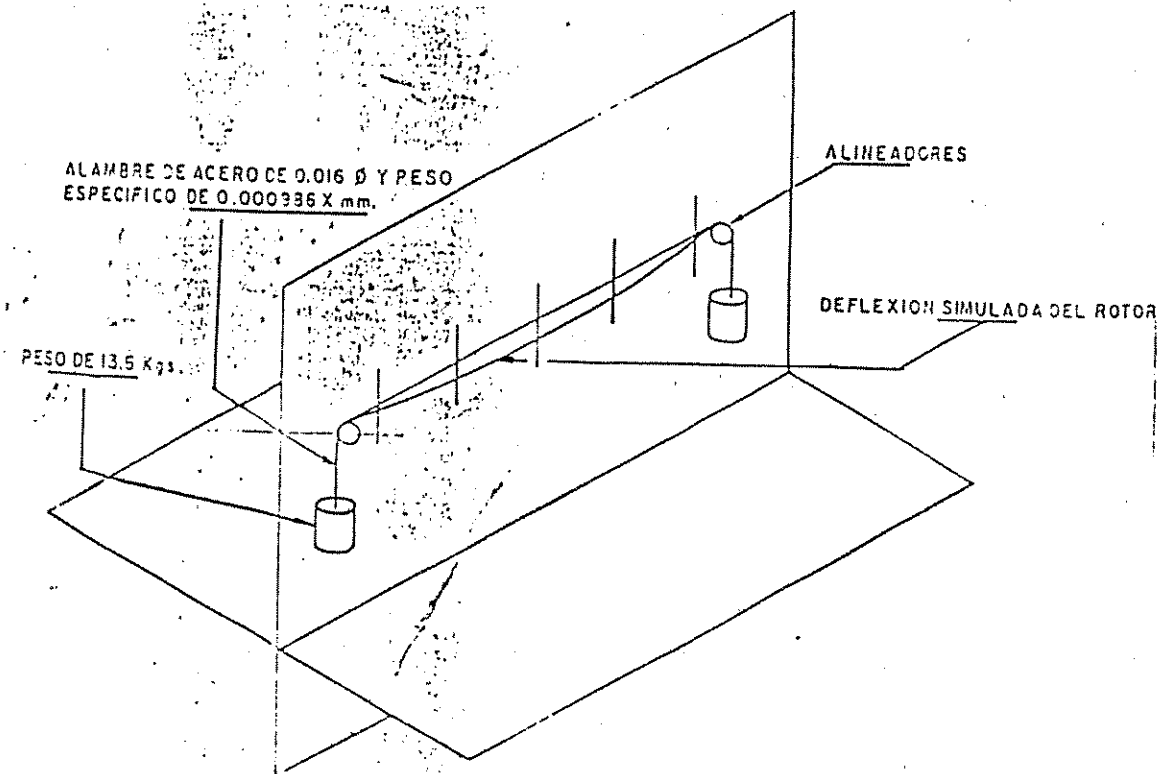 ALAMBRE DE ACERO DE 0.016 Ø Y PESO
ESPECIFICO DE 0.000936 X mm.
ALINEADORES
DEFLEXION SIMULADA DEL ROTOR
PESO DE 13.5 Kgs.